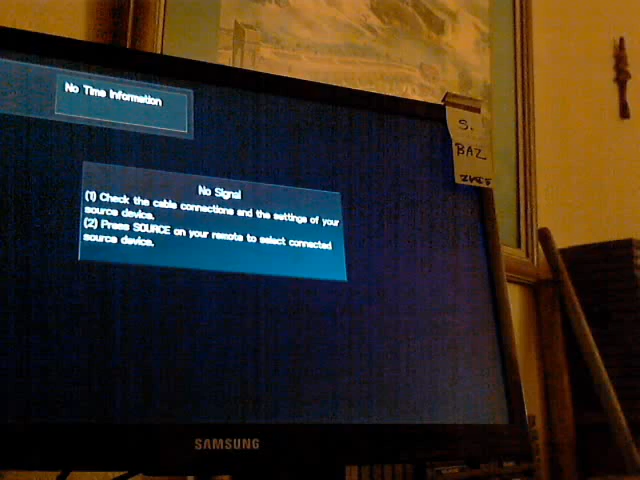 No Time Information
S.
BAZ
No Signal
(1) Check the cable connections and the settings of your
source device.
(2) Press SOURCE on your remote to select connected
source device.
SAMSUNG